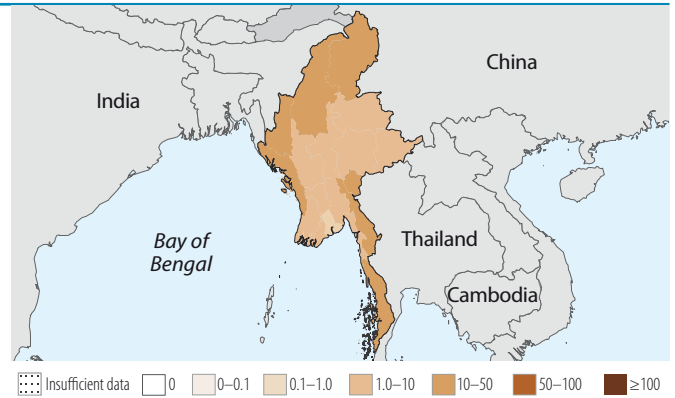 China
India
Bay of
Bengal
Thailand
Cambodia
Insufficient data 0 0–0.1 0.1–1.0 1.0–10 10–50 50–100 ≥100